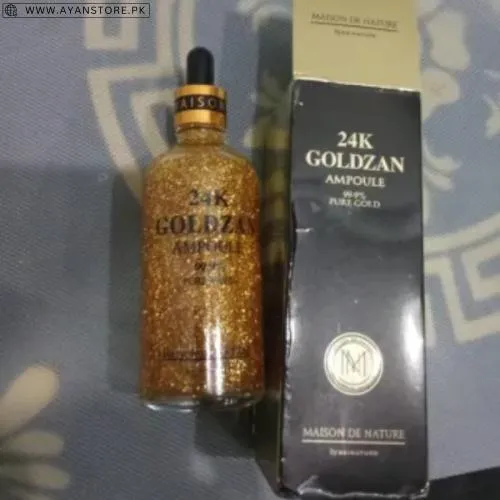 WWW.AYANSTORE.PK
MAISON DE NATURE
MAISON
24K
GOLDZAN
AMPOULE
99.9%
24K
GOLDZAN
AMPOULE
99.9%
PURE GOLD
MAISON DE NATURE